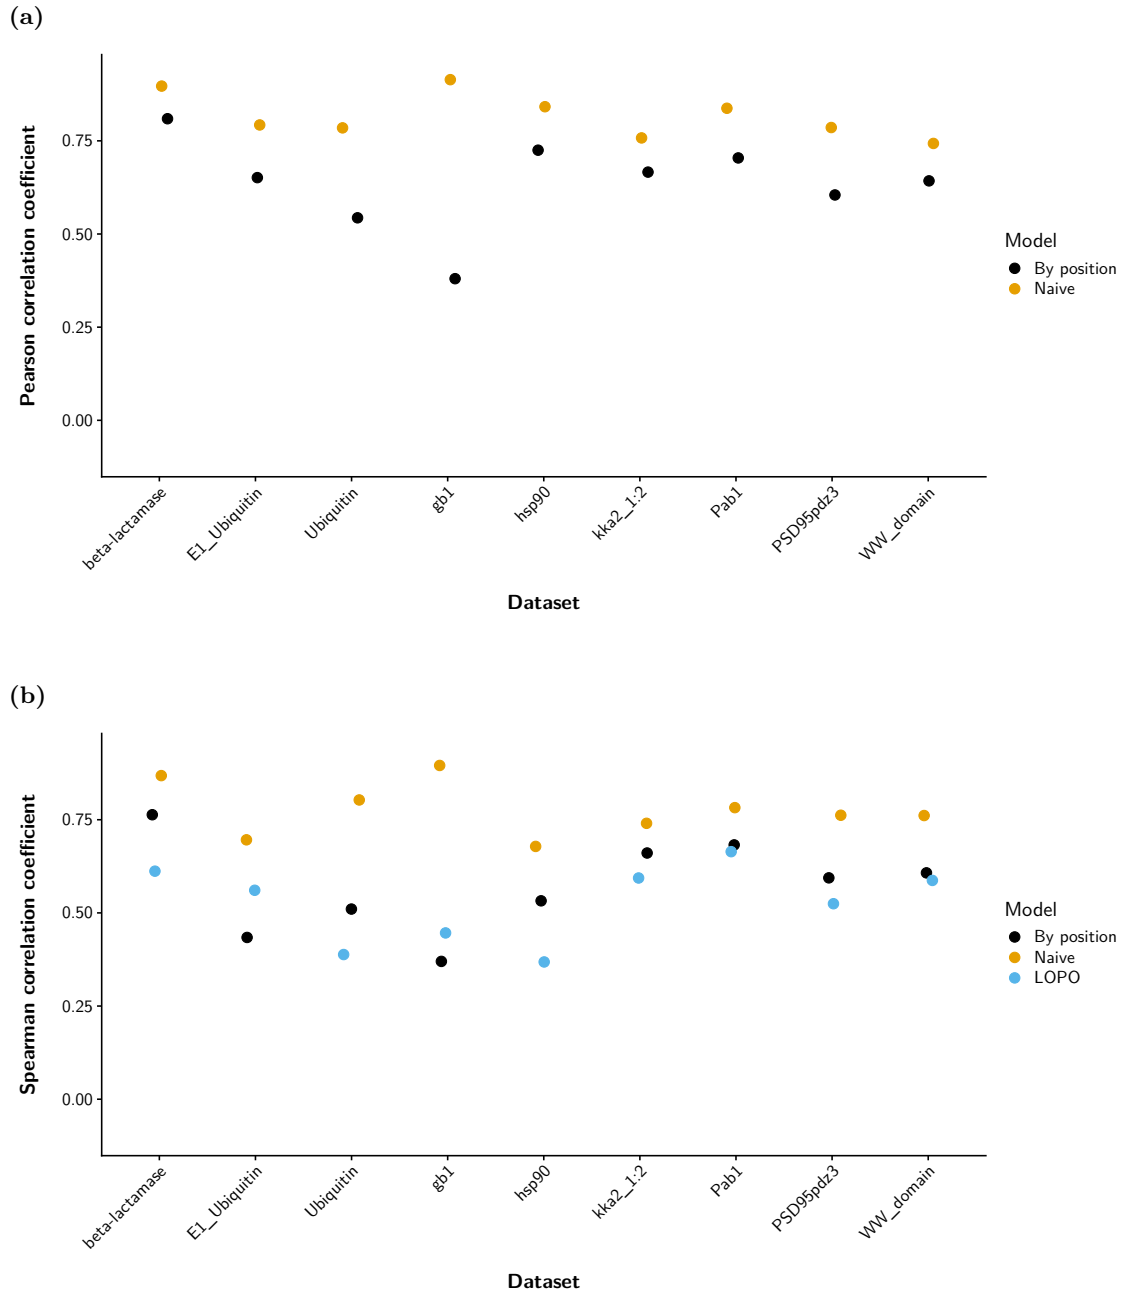 (a)
Pearson correlation coefficient
0.75
0.50
0.25
0.00
beta-lactamase
E1_Ubiquitin
Ubiquitin
gb1
hsp90
kka2_1:2
Pab1
PSD95pdz3
WW_domain
Dataset
Model
By position
Naive
(b)
Spearman correlation coefficient
0.75
0.50
0.25
0.00
beta-lactamase
E1_Ubiquitin
Ubiquitin
gb1
hsp90
kka2_1:2
Pab1
PSD95pdz3
WW_domain
Dataset
Model
By position
Naive
LOPO